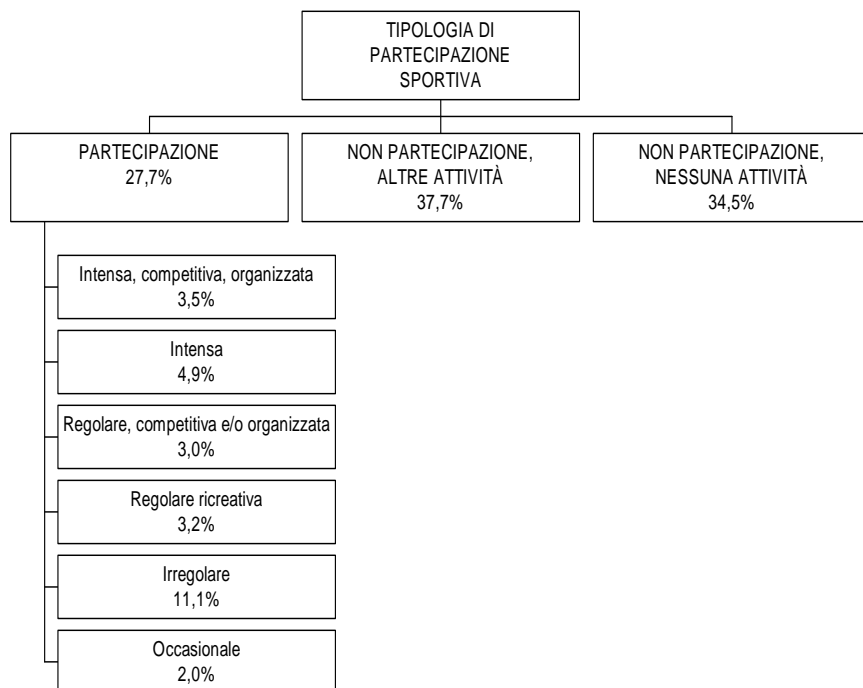 TIPOLOGIA DI
PARTECIPAZIONE
SPORTIVA
PARTECIPAZIONE
27,7%
NON PARTECIPAZIONE,
ALTRE ATTIVITÀ
37,7%
NON PARTECIPAZIONE,
NESSUNA ATTIVITÀ
34,5%
Intensa, competitiva, organizzata
3,5%
Intensa
4,9%
Regolare, competitiva e/o organizzata
3,0%
Regolare ricreativa
3,2%
Irregolare
11,1%
Occasionale
2,0%